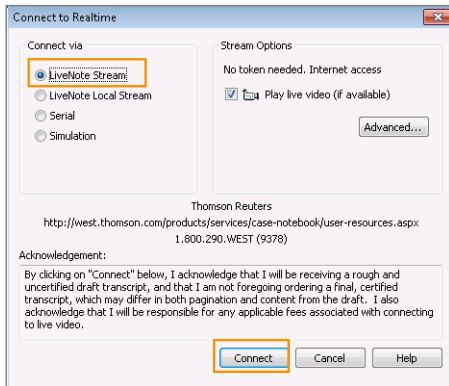 Connect to Realtime
Connect via
LiveNote Stream
LiveNote Local Stream
Serial
Simulation
Stream Options
No token needed. Internet access
Play live video (if available)
Advanced...
Thomson Reuters
http://west.thomson.com/products/services/case-notebook/user-resources.aspx
1.800.290.WEST (9378)
Acknowledgement:
By clicking on "Connect" below, I acknowledge that I will be receiving a rough and
uncertified draft transcript, and that I am not foregoing ordering a final, certified
transcript, which may differ in both pagination and content from the draft. I also
acknowledge that I will be responsible for any applicable fees associated with connecting
to live video.
Connect
Cancel
Help